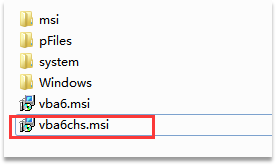 msi
pFiles
system
Windows
vba6.msi
vba6chs.msi